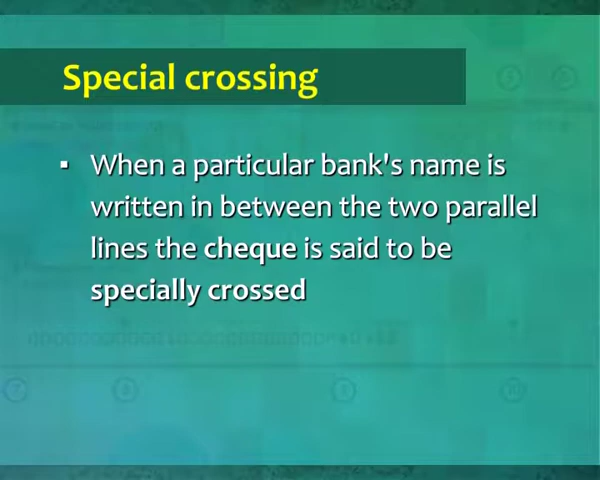 Special crossing
▪ When a particular bank's name is
written in between the two parallel
lines the cheque is said to be
specially crossed